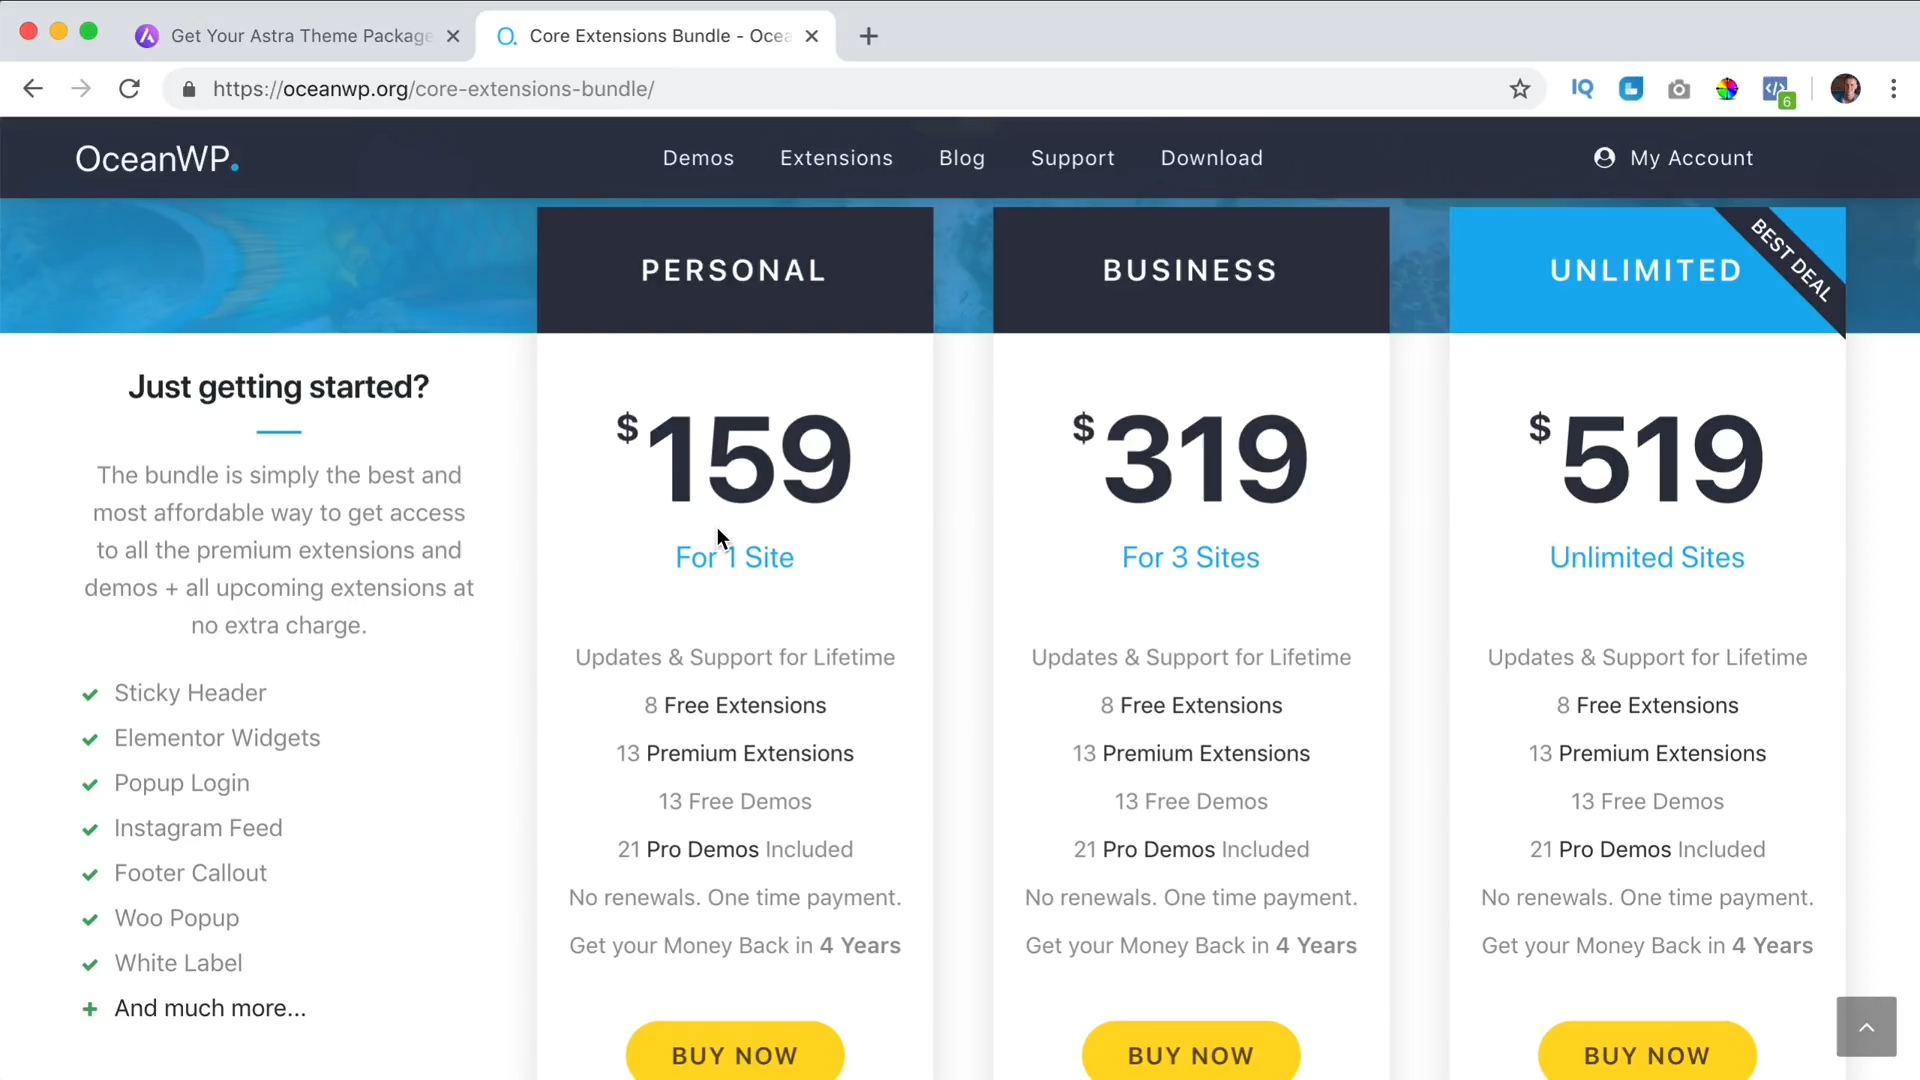 Get Your Astra Theme Package
Core Extensions Bundle - Ocea
https://oceanwp.org/core-extensions-bundle/
IQ
6
OceanWP.
Demos
Extensions
Blog
Support
Download
My Account
Just getting started?
The bundle is simply the best and
most affordable way to get access
to all the premium extensions and
demos + all upcoming extensions at
no extra charge.
Sticky Header
Elementor Widgets
Popup Login
Instagram Feed
Footer Callout
Woo Popup
White Label
And much more...
PERSONAL
$159
For 1 Site
Updates & Support for Lifetime
8 Free Extensions
13 Premium Extensions
13 Free Demos
21 Pro Demos Included
No renewals. One time payment.
Get your Money Back in 4 Years
BUY NOW
BUSINESS
$319
For 3 Sites
Updates & Support for Lifetime
8 Free Extensions
13 Premium Extensions
13 Free Demos
21 Pro Demos Included
No renewals. One time payment.
Get your Money Back in 4 Years
BUY NOW
UNLIMITED
BEST DEAL
$519
Unlimited Sites
Updates & Support for Lifetime
8 Free Extensions
13 Premium Extensions
13 Free Demos
21 Pro Demos Included
No renewals. One time payment.
Get your Money Back in 4 Years
BUY NOW